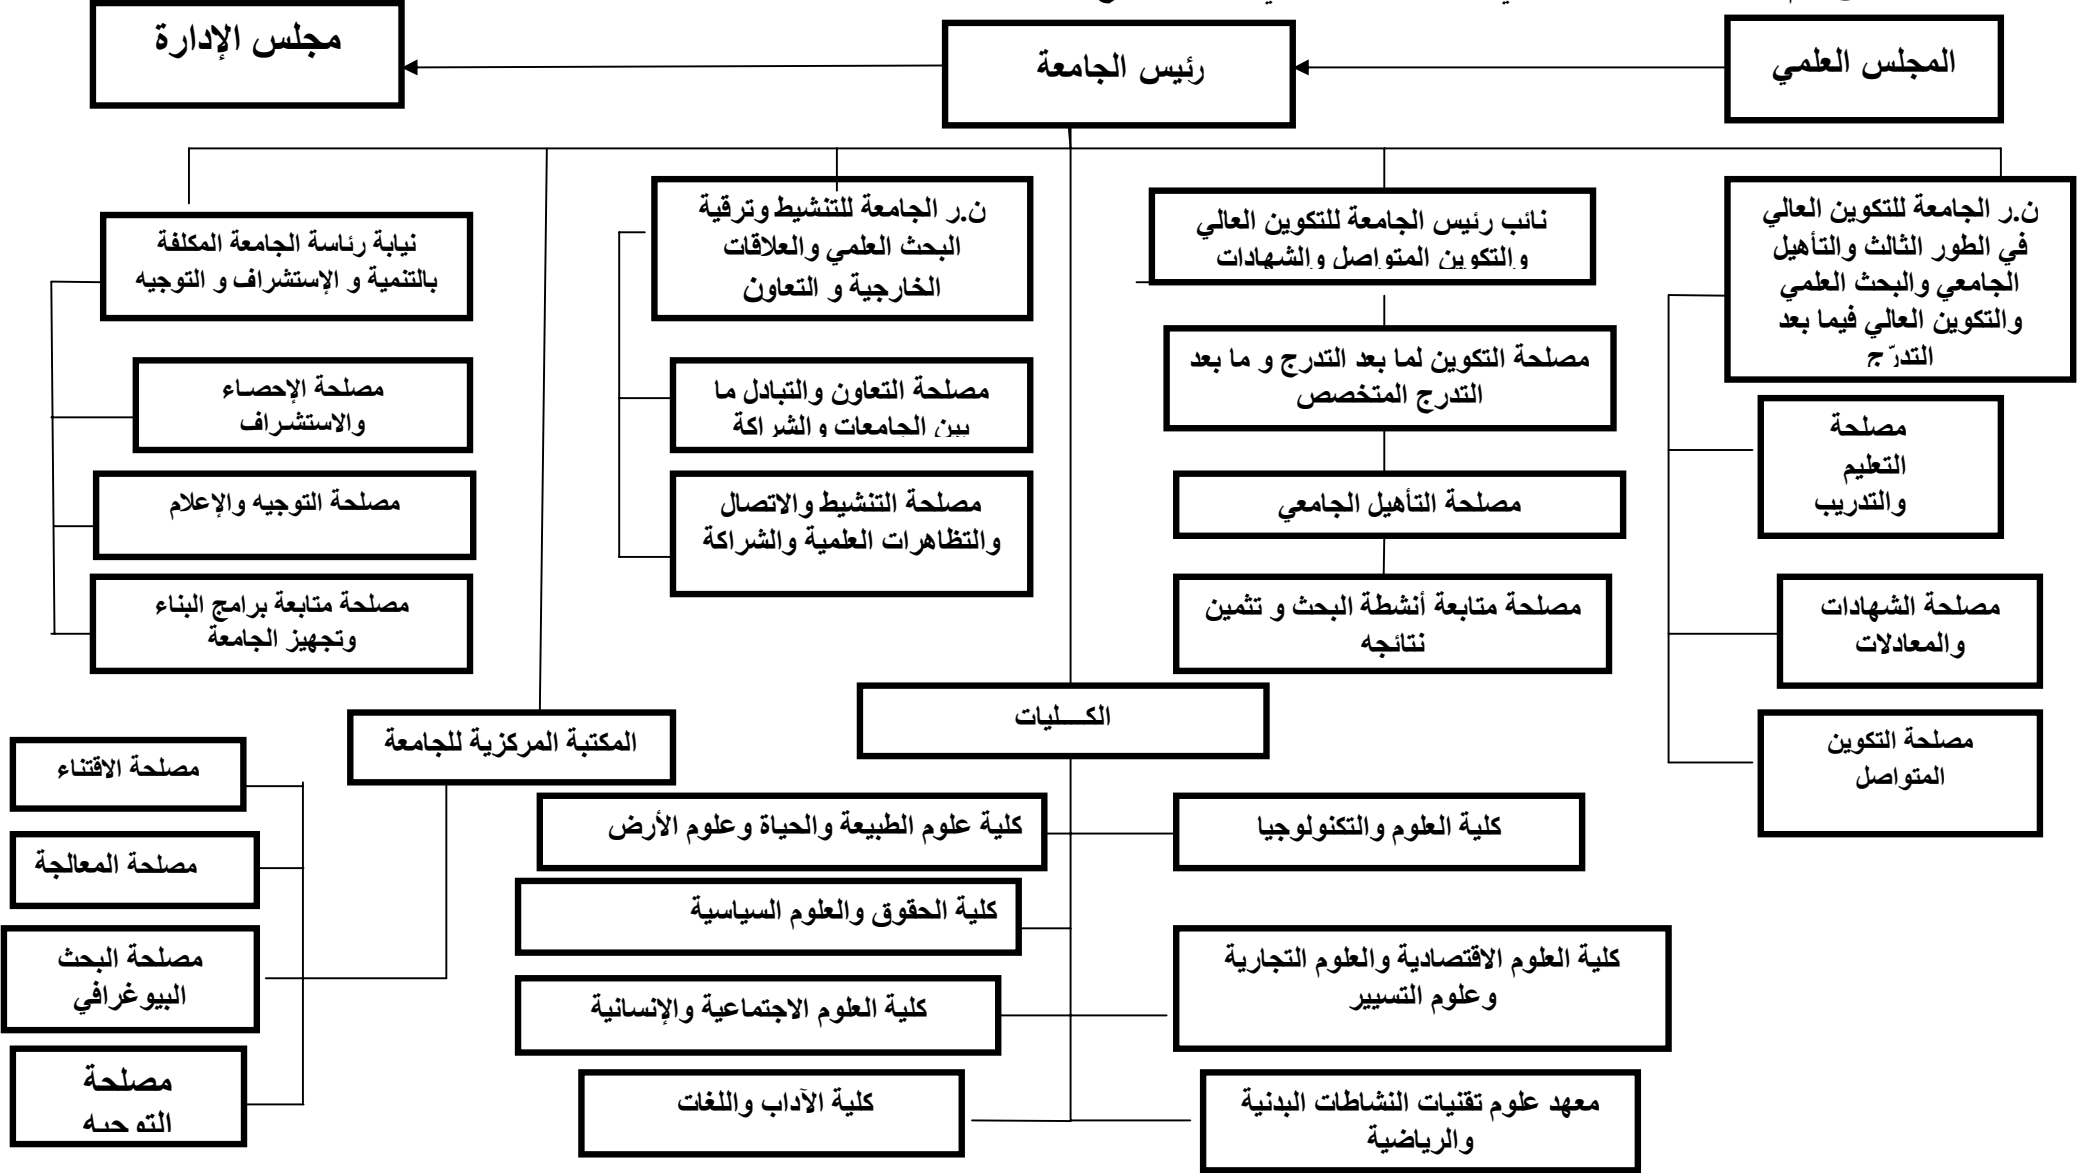 المجلس العلمي
رئيس الجامعة
مجلس الإدارة
ن.ر الجامعة للتكوين العالي
في الطور الثالث والتأهيل
الجامعي والبحث العلمي
والتكوين العالي فيما بعد
التدرّج
نائب رئيس الجامعة للتكوين العالي
والتكوين المتواصل والشهادات
ن.ر الجامعة للتنشيط وترقية
البحث العلمي والعلاقات
الخارجية و التعاون
نيابة رئاسة الجامعة المكلفة
بالتنمية و الإستشراف و التوجيه
مصلحة التعليم
والتدريب
مصلحة الشهادات
والمعادلات
مصلحة التكوين
المتواصل
مصلحة التكوين لما بعد التدرج و ما بعد
التدرج المتخصص
مصلحة التأهيل الجامعي
مصلحة متابعة أنشطة البحث و تثمين
نتائجه
مصلحة التعاون والتبادل ما
بين الجامعات والشراكة
مصلحة التنشيط والاتصال
والتظاهرات العلمية والشراكة
مصلحة الإحصاء
والاستشراف
مصلحة التوجيه والإعلام
مصلحة متابعة برامج البناء
وتجهيز الجامعة
الكـــليات
كلية العلوم والتكنولوجيا
كلية علوم الطبيعة والحياة وعلوم الأرض
كلية الحقوق والعلوم السياسية
كلية العلوم الاقتصادية والعلوم التجارية
وعلوم التسيير
كلية العلوم الاجتماعية والإنسانية
معهد علوم تقنيات النشاطات البدنية
والرياضية
كلية الآداب واللغات
المكتبة المركزية للجامعة
مصلحة الاقتناء
مصلحة المعالجة
مصلحة البحث
البيوغرافي
مصلحة
التوجيه